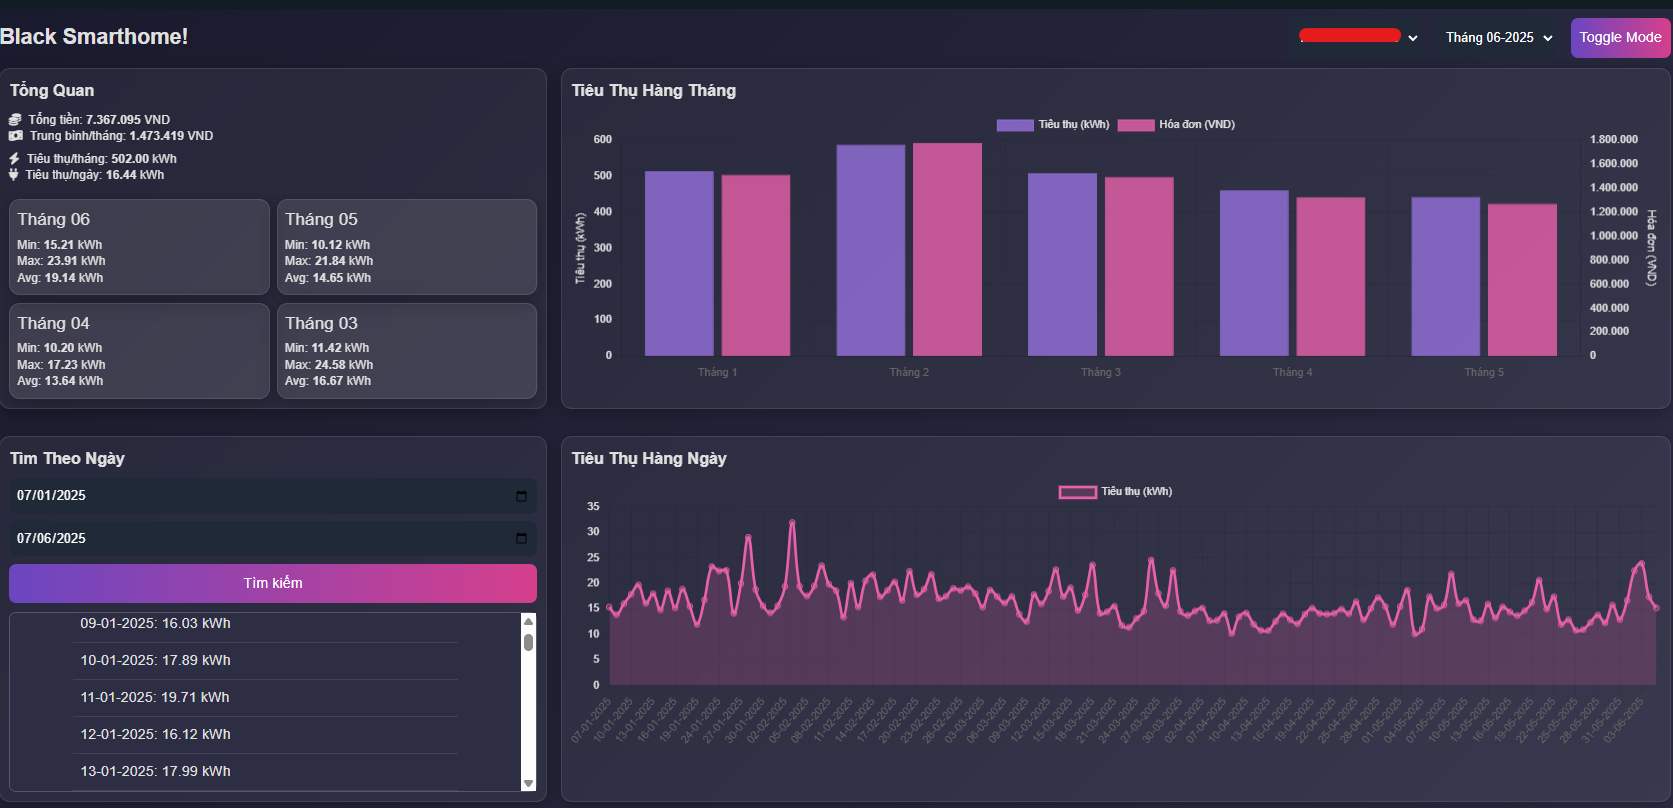 Black Smarthome!
Tháng 06-2025
Toggle Mode
Tổng Quan
Tổng tiền: 7.367.095 VND
Trung bình/tháng: 1.473.419 VND
Tiêu thụ/tháng: 502.00 kWh
Tiêu thụ/ngày: 16.44 kWh
Tháng 06
Min: 15.21 kWh
Max: 23.91 kWh
Avg: 19.14 kWh
Tháng 05
Min: 10.12 kWh
Max: 21.84 kWh
Avg: 14.65 kWh
Tháng 04
Min: 10.20 kWh
Max: 17.23 kWh
Avg: 13.64 kWh
Tháng 03
Min: 11.42 kWh
Max: 24.58 kWh
Avg: 16.67 kWh
Tiêu Thụ Hàng Tháng
Tiêu thụ (kWh)
Hóa đơn (VND)
600
500
400
300
200
100
0
Tiêu thụ (kWh)
1.800.000
1.600.000
1.400.000
1.200.000
1.000.000
800.000
600.000
400.000
200.000
0
Hóa đơn (VND)
Tháng 1
Tháng 2
Tháng 3
Tháng 4
Tháng 5
Tìm Theo Ngày
07/01/2025
07/06/2025
Tìm kiếm
09-01-2025: 16.03 kWh
10-01-2025: 17.89 kWh
11-01-2025: 19.71 kWh
12-01-2025: 16.12 kWh
13-01-2025: 17.99 kWh
Tiêu Thụ Hàng Ngày
Tiêu thụ (kWh)
35
30
25
20
15
10
5
0
07-01-2025
10-01-2025
13-01-2025
16-01-2025
19-01-2025
24-01-2025
27-01-2025
30-01-2025
02-02-2025
05-02-2025
08-02-2025
11-02-2025
14-02-2025
17-02-2025
20-02-2025
23-02-2025
26-02-2025
03-03-2025
06-03-2025
09-03-2025
12-03-2025
15-03-2025
18-03-2025
21-03-2025
24-03-2025
27-03-2025
30-03-2025
02-04-2025
07-04-2025
10-04-2025
13-04-2025
16-04-2025
19-04-2025
22-04-2025
25-04-2025
28-04-2025
01-05-2025
04-05-2025
07-05-2025
10-05-2025
13-05-2025
16-05-2025
19-05-2025
22-05-2025
25-05-2025
28-05-2025
31-05-2025
03-06-2025